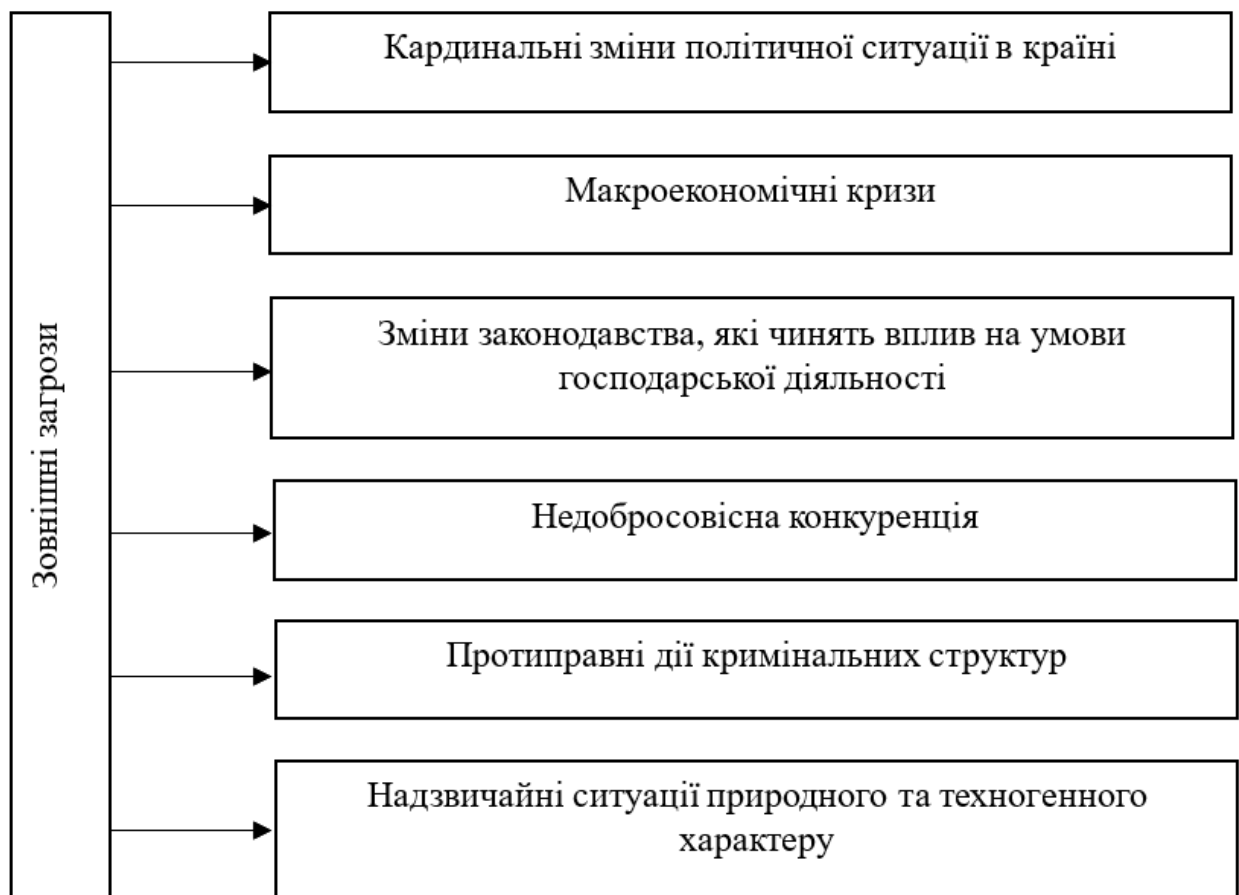 Зовнішні загрози
Кардинальні зміни політичної ситуації в країні
Макроекономічні кризи
Зміни законодавства, які чинять вплив на умови
господарської діяльності
Недобросовісна конкуренція
Протиправні дії кримінальних структур
Надзвичайні ситуації природного та техногенного
характеру